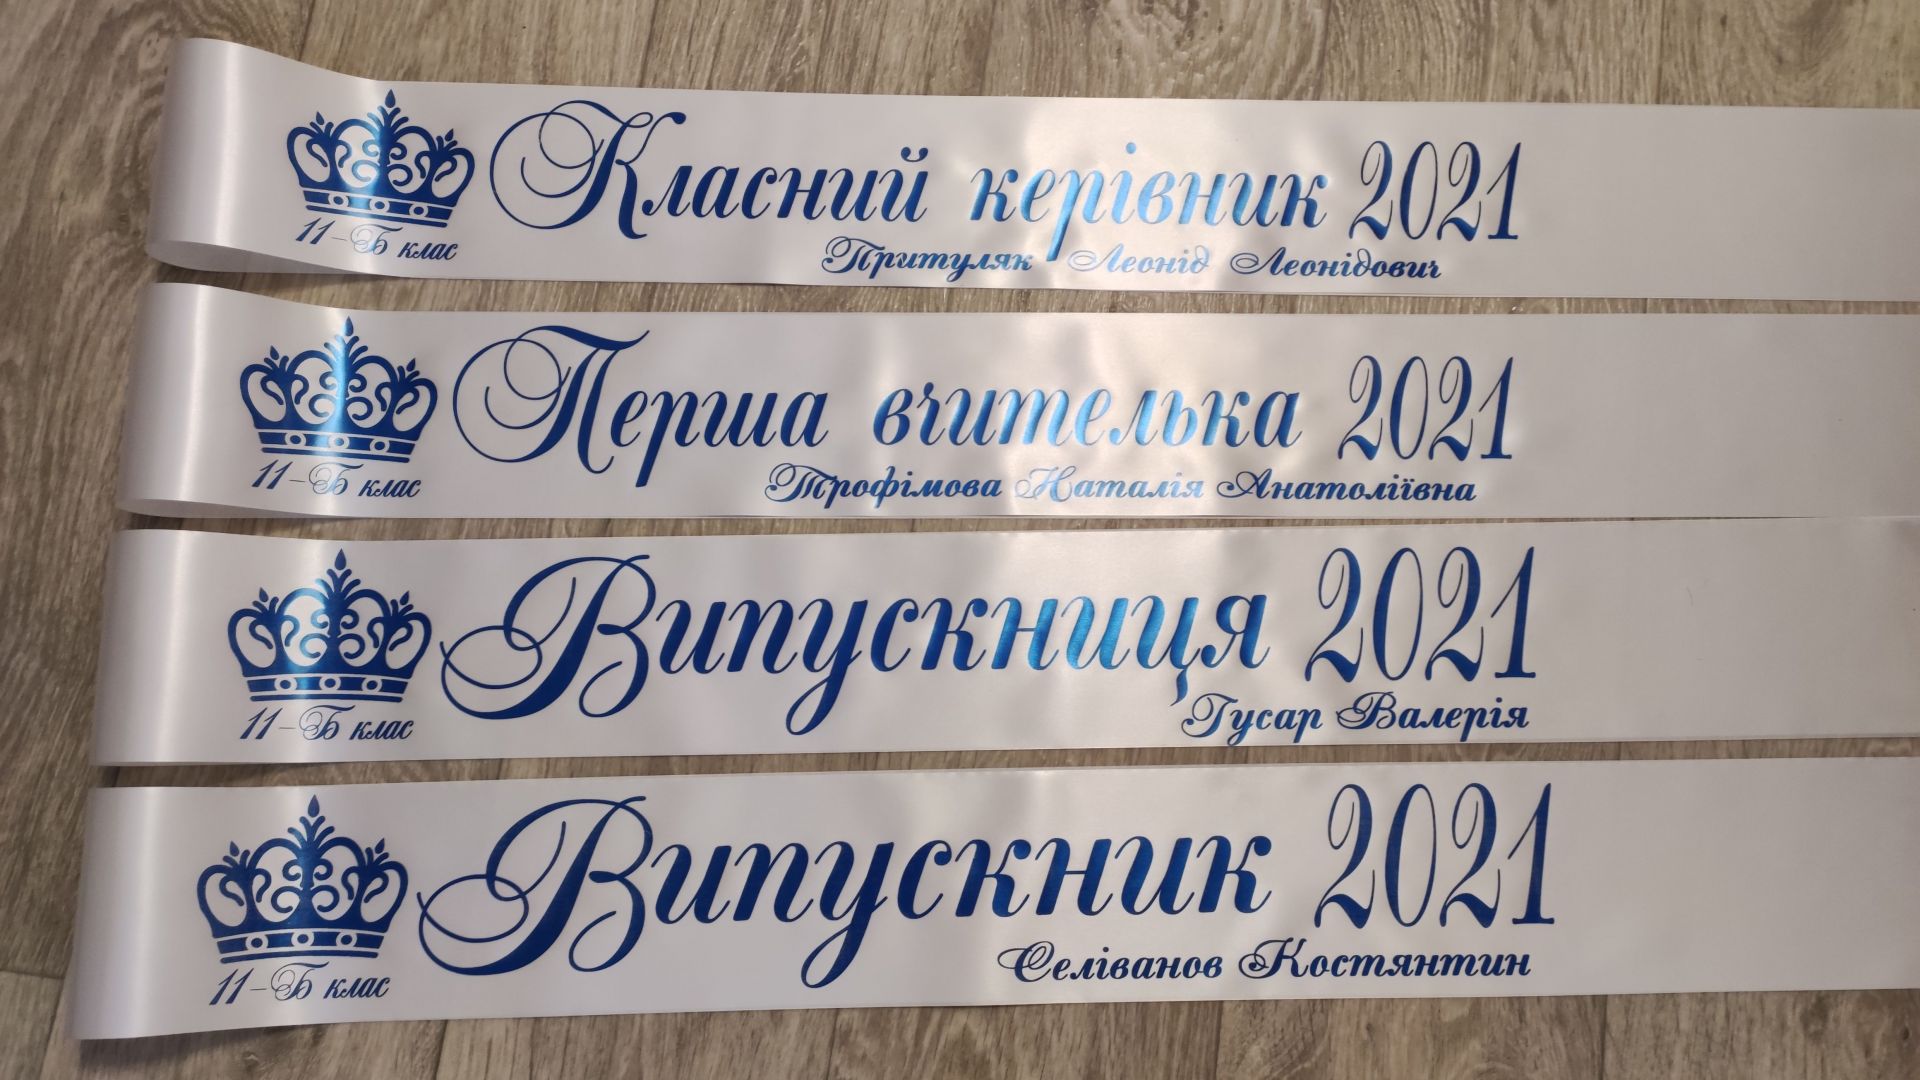 Класний керівник 2021
11-Б клас
Притуляк Леонід Леонідович
Перша вчителька 2021
11-Б клас
Трофімова Наталія Анатоліївна
Випускниця 2021
11-Б клас
Гусар Валерія
Випускник 2021
11-Б клас
Селіванов Костянтин